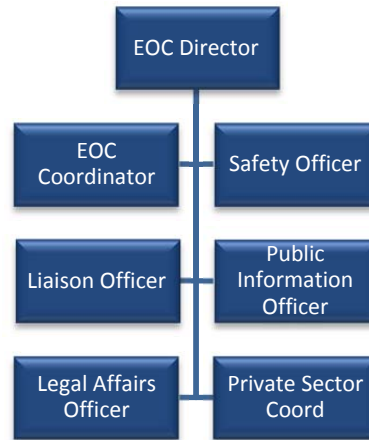 EOC Director
EOC
Coordinator
Safety Officer
Liaison Officer
Public
Information
Officer
Legal Affairs
Officer
Private Sector
Coord